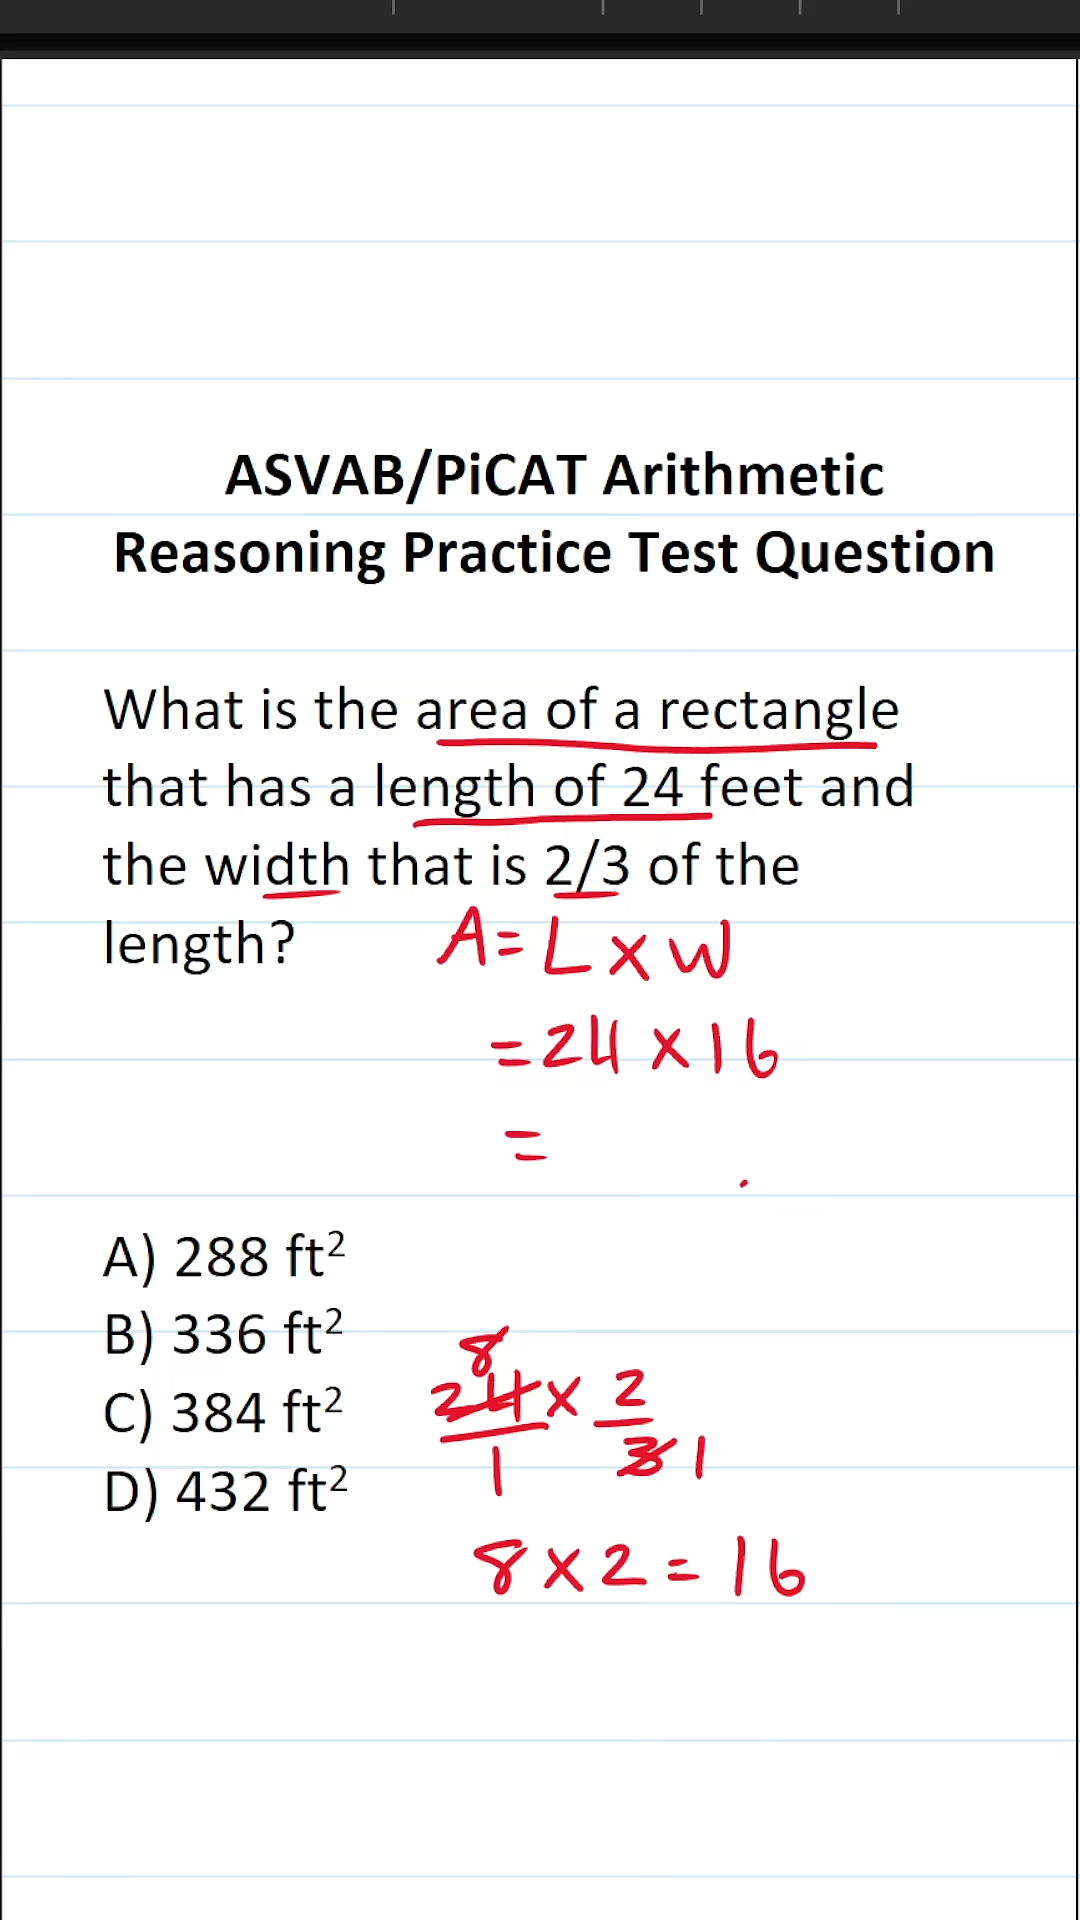 ASVAB/PiCAT Arithmetic
Reasoning Practice Test Question
What is the area of a rectangle
that has a length of 24 feet and
the width that is 2/3 of the
length?
A = L x W
= 24 x 16
=
A) 288 ft²
B) 336 ft²
C) 384 ft²
D) 432 ft²
8
24/1 x 2/3 1
8 x 2 = 16